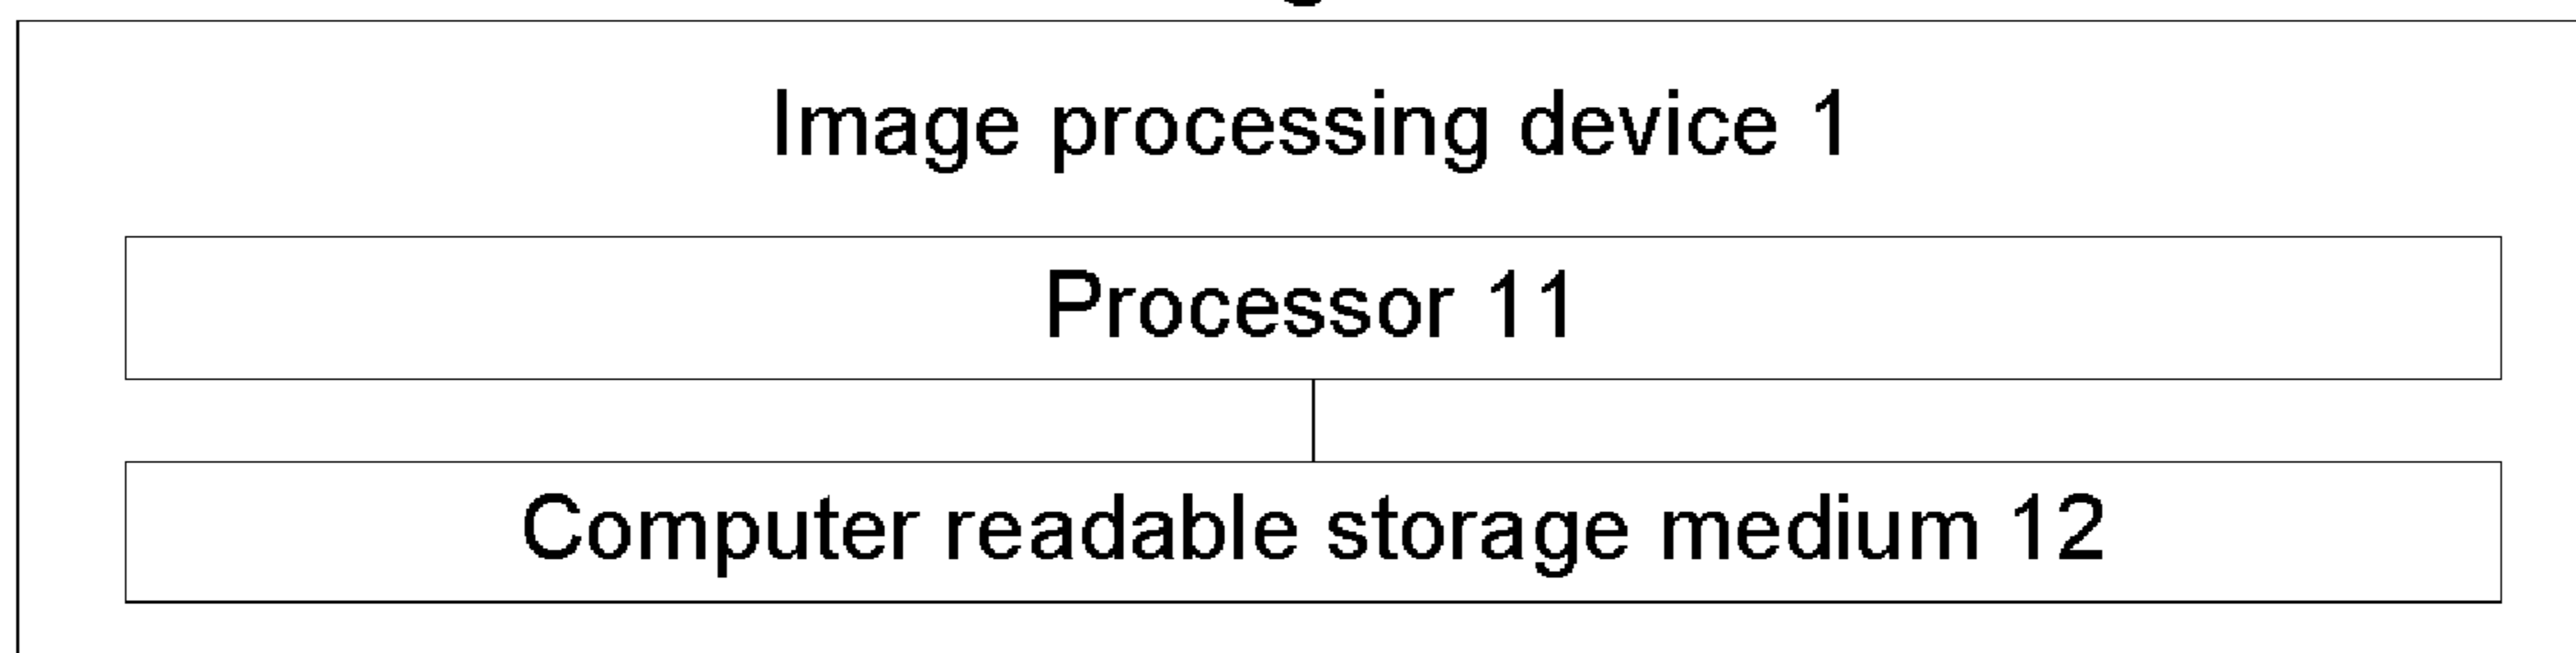 Image processing device 1
Processor 11
Computer readable storage medium 12